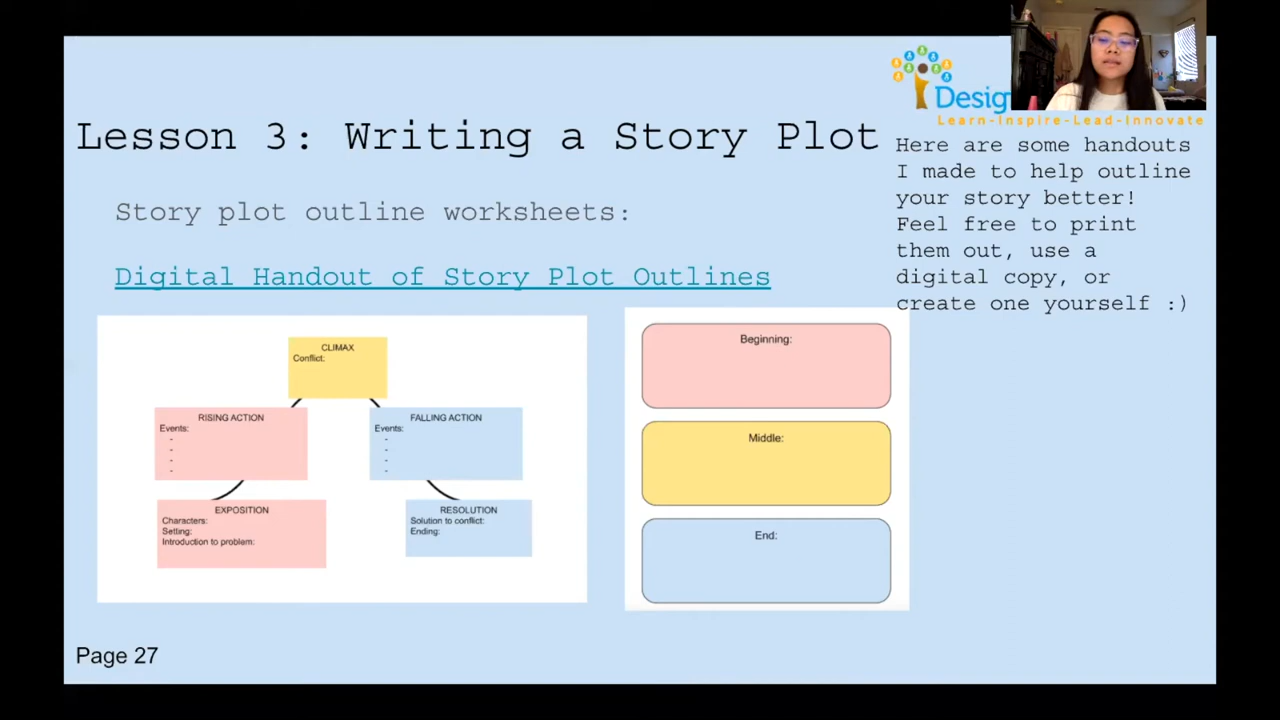 Desig
Learn-Inspire-Lead-Innovate
Lesson 3: Writing a Story Plot
Here are some handouts
I made to help outline
your story better!
Feel free to print
them out, use a
digital copy, or
create one yourself :)
Story plot outline worksheets:
Digital Handout of Story Plot Outlines
CLIMAX
Conflict:
RISING ACTION
Events:
-
-
-
-
FALLING ACTION
Events:
-
-
-
-
EXPOSITION
Characters:
Setting:
Introduction to problem:
RESOLUTION
Solution to conflict:
Ending:
Beginning:
Middle:
End:
Page 27